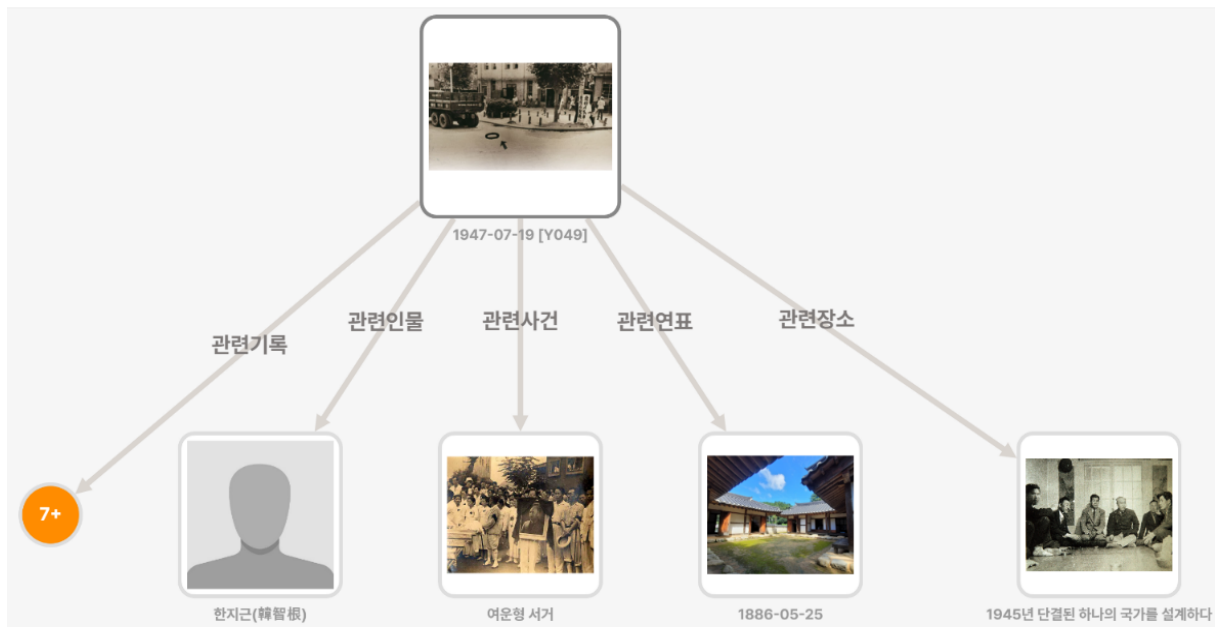 1947-07-19 [Y049]
관련기록
관련인물
관련사건
관련연표
관련장소
7+
한지근(韓智根)
여운형 서거
1886-05-25
1945년 단결된 하나의 국가를 설계하다